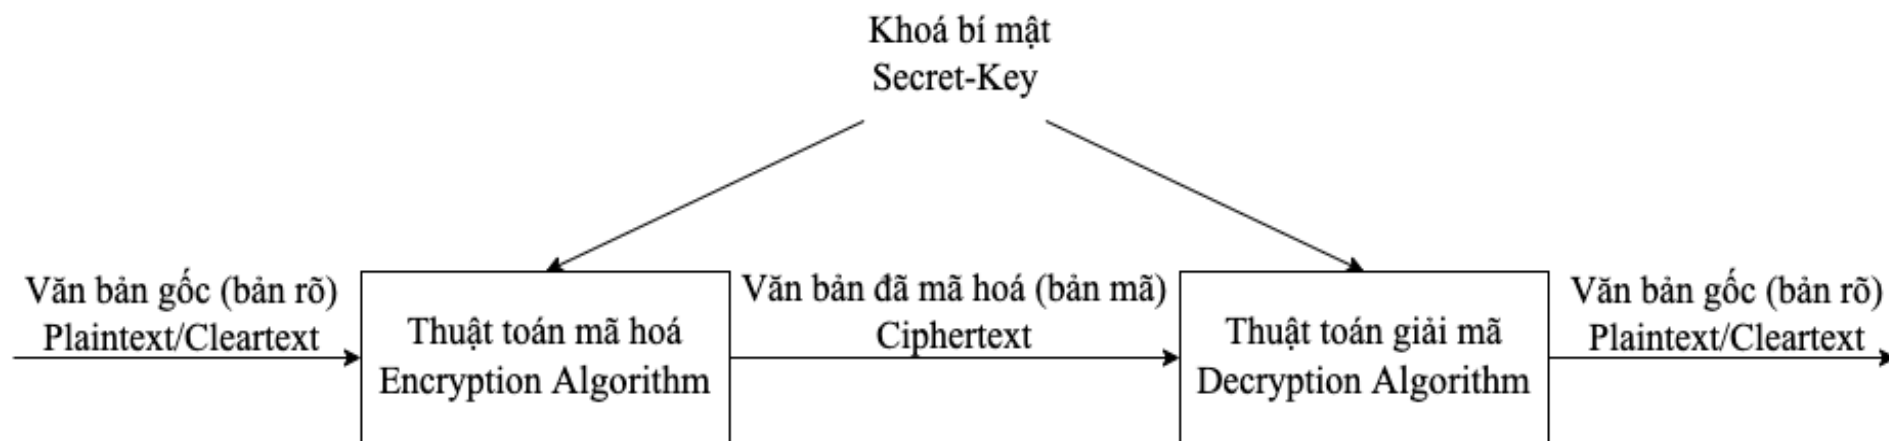 Khoá bí mật
Secret-Key
Văn bản gốc (bản rõ)
Plaintext/Cleartext
Thuật toán mã hoá
Encryption Algorithm
Văn bản đã mã hoá (bản mã)
Ciphertext
Thuật toán giải mã
Decryption Algorithm
Văn bản gốc (bản rõ)
Plaintext/Cleartext